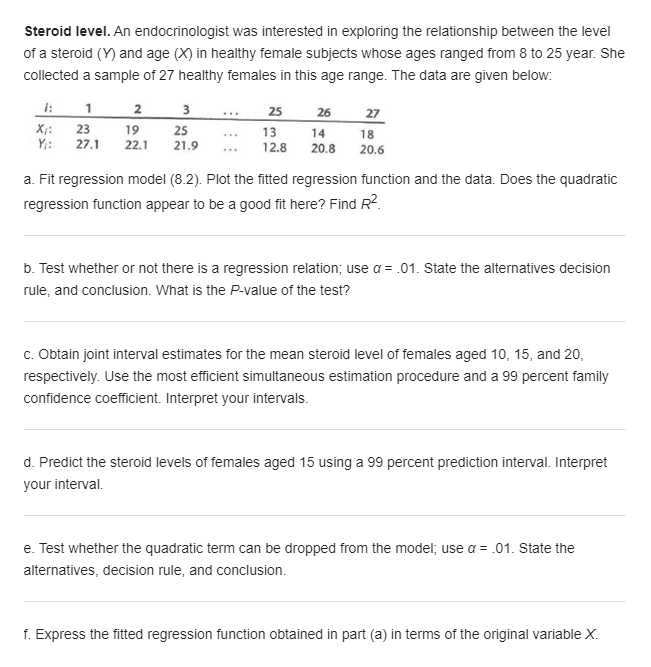 Steroid level. An endocrinologist was interested in exploring the relationship between the level
of a steroid (Y) and age (X) in healthy female subjects whose ages ranged from 8 to 25 year. She
collected a sample of 27 healthy females in this age range. The data are given below:
i: 1 2 3 ... 25 26 27
Xᵢ: 23 19 25 ... 13 14 18
Yᵢ: 27.1 22.1 21.9 ... 12.8 20.8 20.6
a. Fit regression model (8.2). Plot the fitted regression function and the data. Does the quadratic
regression function appear to be a good fit here? Find R².
b. Test whether or not there is a regression relation; use α = .01. State the alternatives decision
rule, and conclusion. What is the P-value of the test?
c. Obtain joint interval estimates for the mean steroid level of females aged 10, 15, and 20,
respectively. Use the most efficient simultaneous estimation procedure and a 99 percent family
confidence coefficient. Interpret your intervals.
d. Predict the steroid levels of females aged 15 using a 99 percent prediction interval. Interpret
your interval.
e. Test whether the quadratic term can be dropped from the model; use α = .01. State the
alternatives, decision rule, and conclusion.
f. Express the fitted regression function obtained in part (a) in terms of the original variable X.